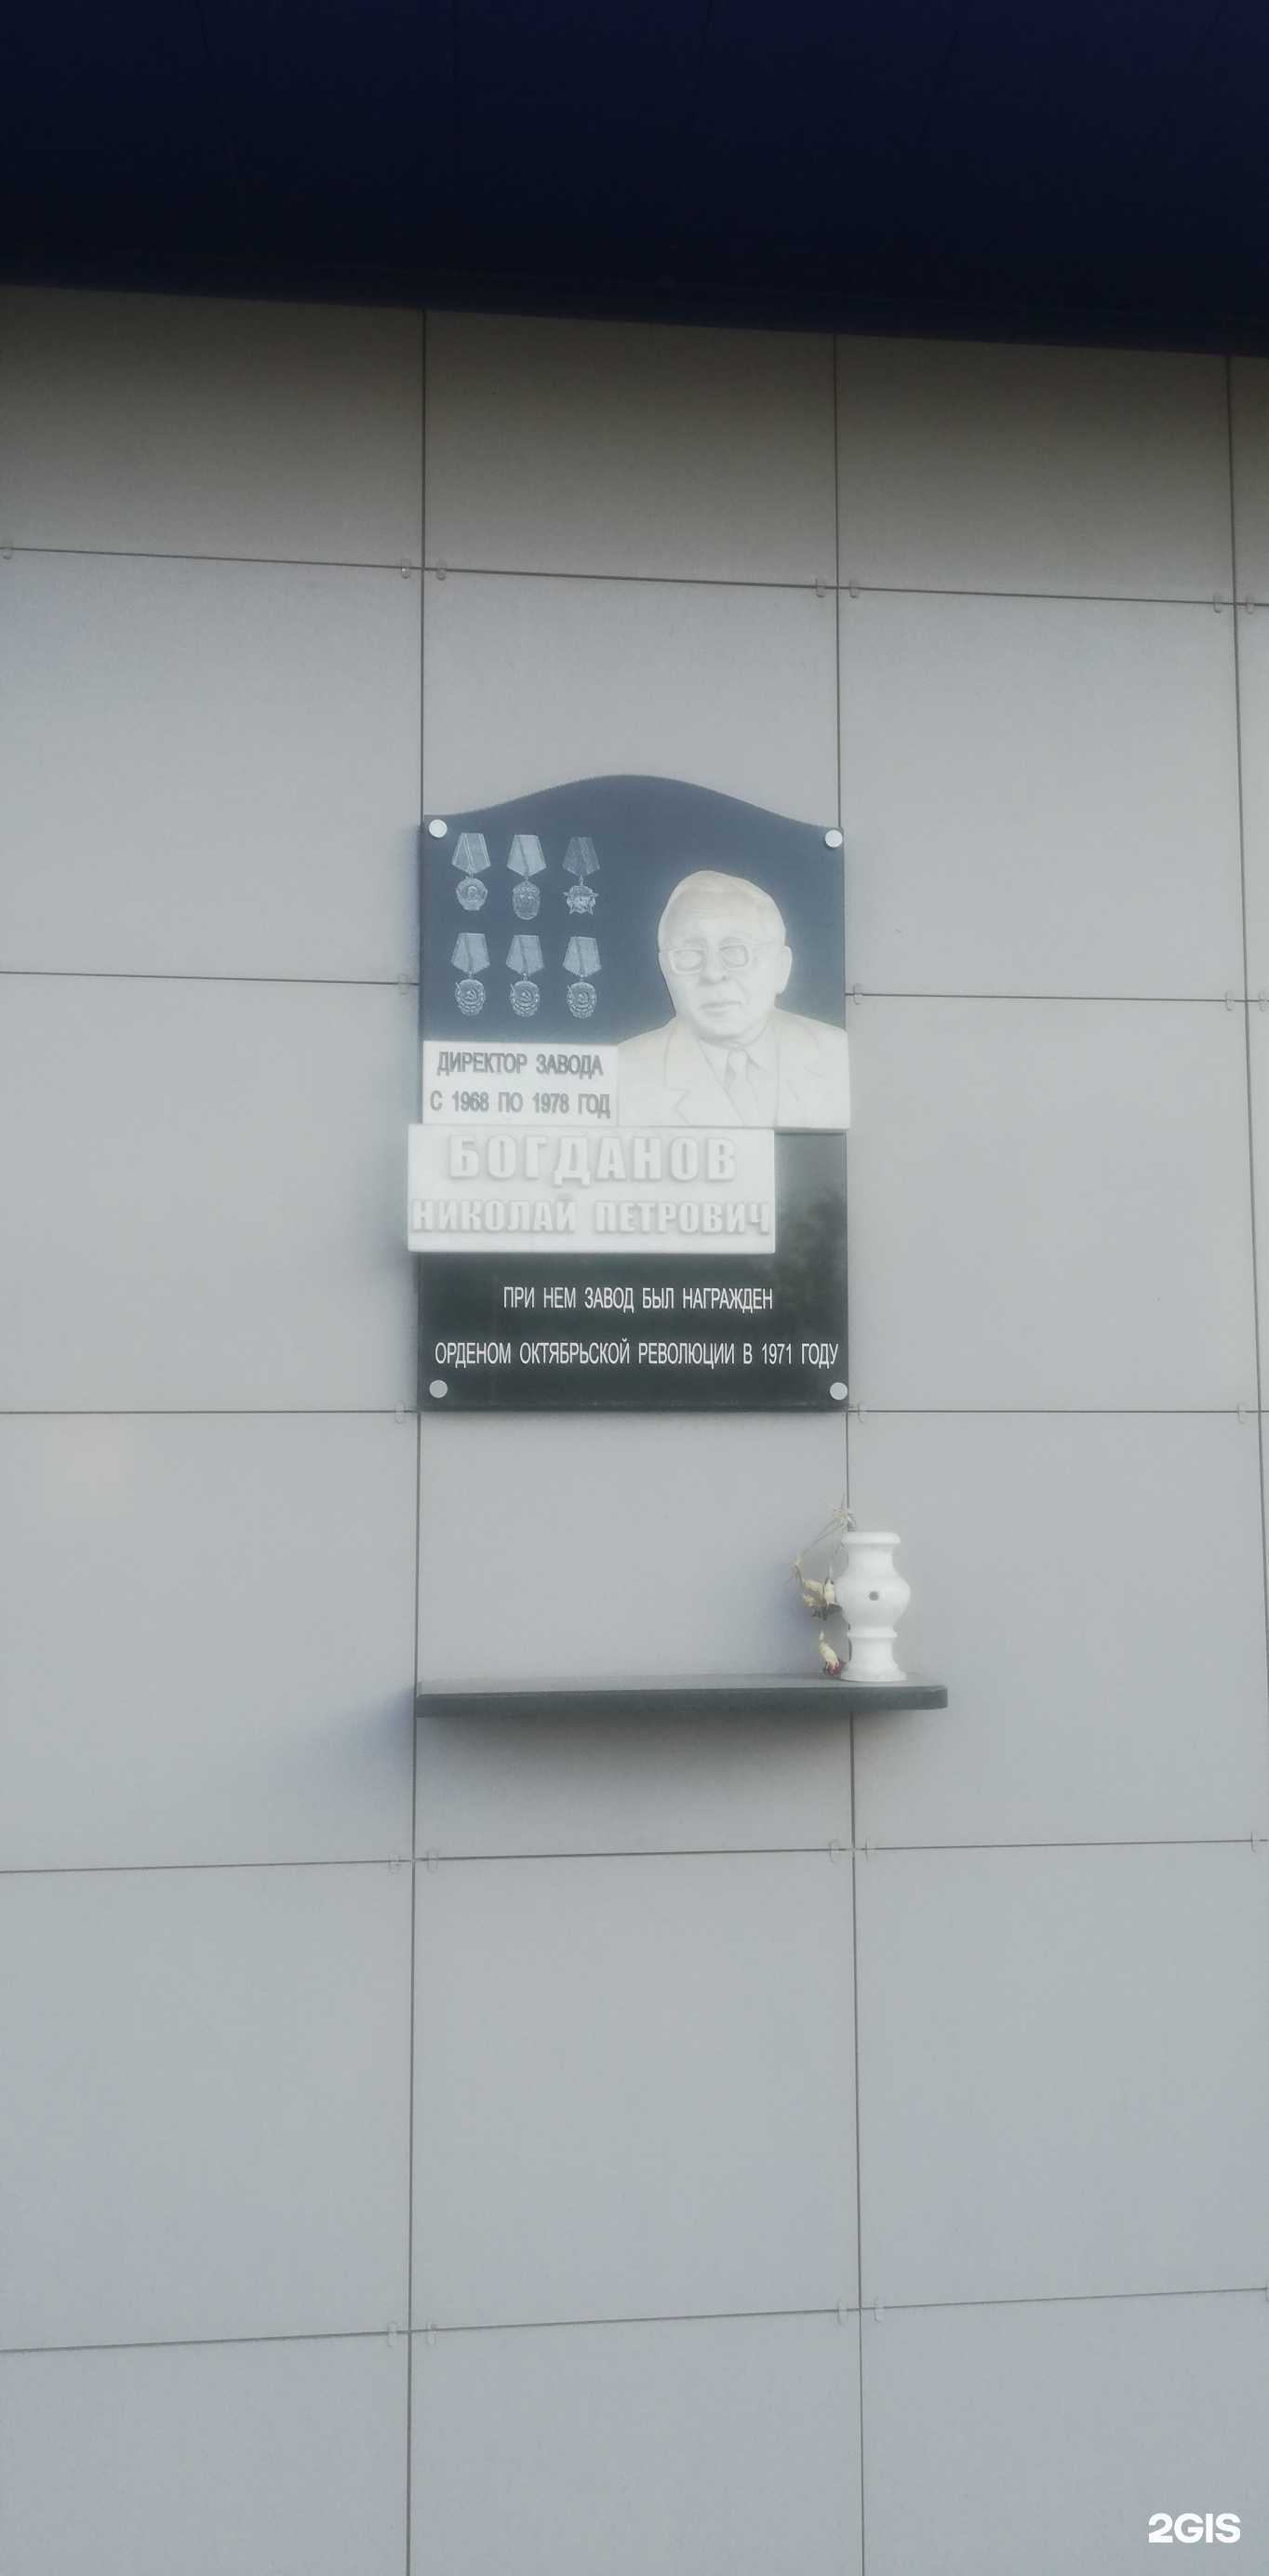 ДИРЕКТОР ЗАВОДА
С 1968 ПО 1978 ГОД
БОГДАНОВ
НИКОЛАЙ ПЕТРОВИЧ
ПРИ НЕМ ЗАВОД БЫЛ НАГРАЖДЕН
ОРДЕНОМ ОКТЯБРЬСКОЙ РЕВОЛЮЦИИ В 1971 ГОДУ
2GIS